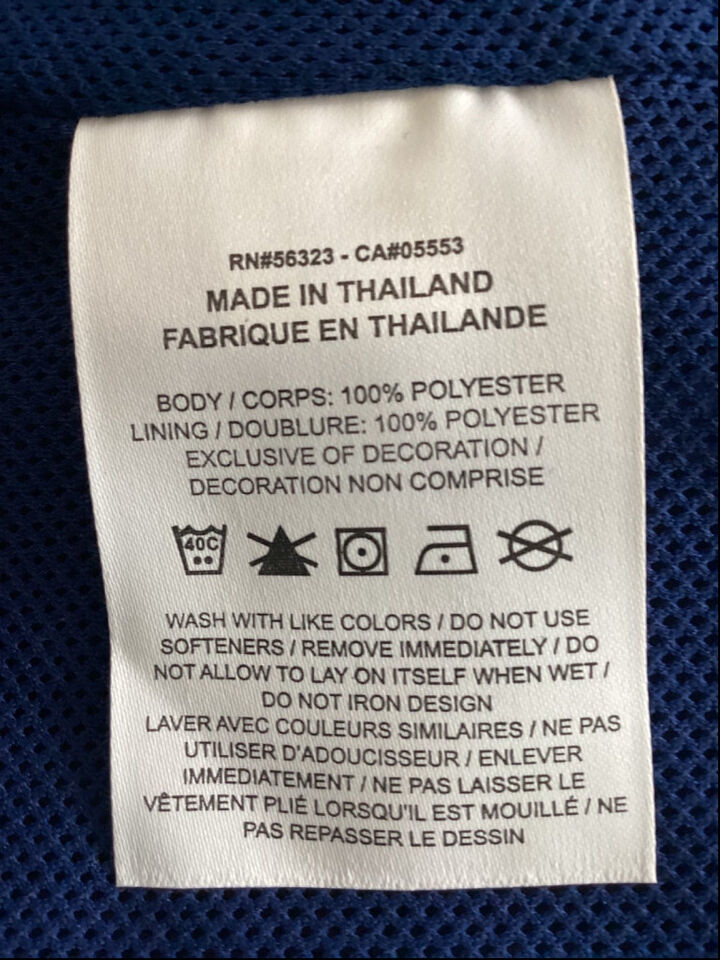 RN#56323 - CA#05553
MADE IN THAILAND
FABRIQUE EN THAILANDE
BODY / CORPS: 100% POLYESTER
LINING / DOUBLURE: 100% POLYESTER
EXCLUSIVE OF DECORATION /
DECORATION NON COMPRISE
40C
WASH WITH LIKE COLORS / DO NOT USE
SOFTENERS / REMOVE IMMEDIATELY / DO
NOT ALLOW TO LAY ON ITSELF WHEN WET /
DO NOT IRON DESIGN
LAVER AVEC COULEURS SIMILAIRES / NE PAS
UTILISER D'ADOUCISSEUR / ENLEVER
IMMEDIATEMENT / NE PAS LAISSER LE
VÊTEMENT PLIÉ LORSQU'IL EST MOUILLÉ / NE
PAS REPASSER LE DESSIN